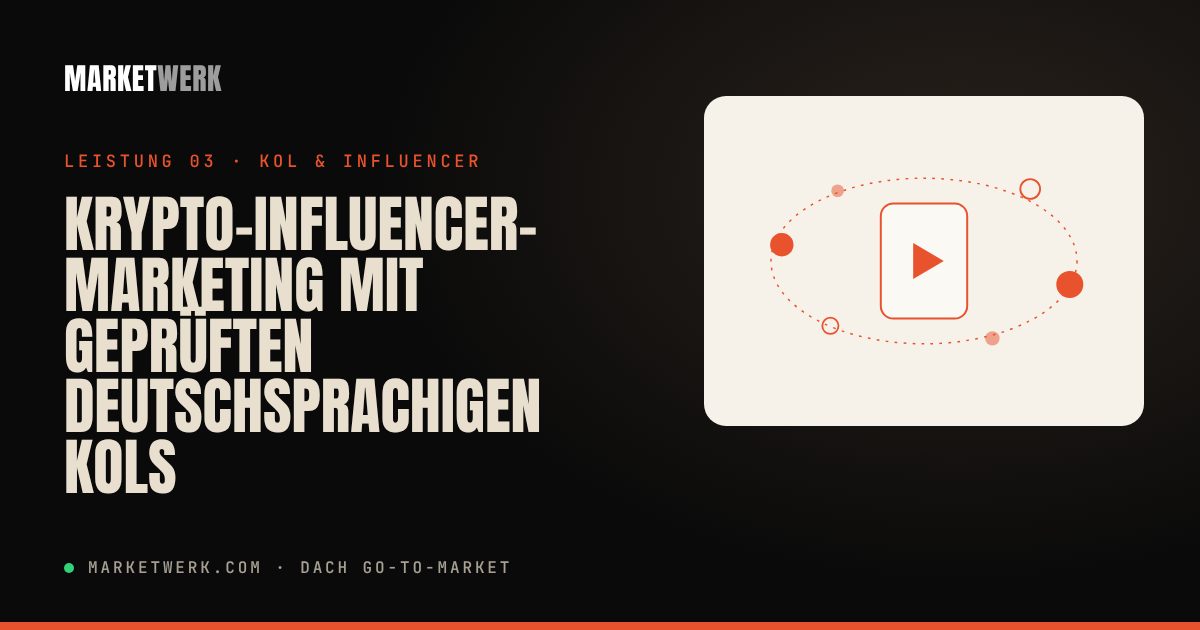 MARKETWERK
LEISTUNG 03 · KOL & INFLUENCER
KRYPTO-INFLUENCER-
MARKETING MIT
GEPRÜFTEN
DEUTSCHSPRACHIGEN
KOLS
MARKETWERK.COM · DACH GO-TO-MARKET